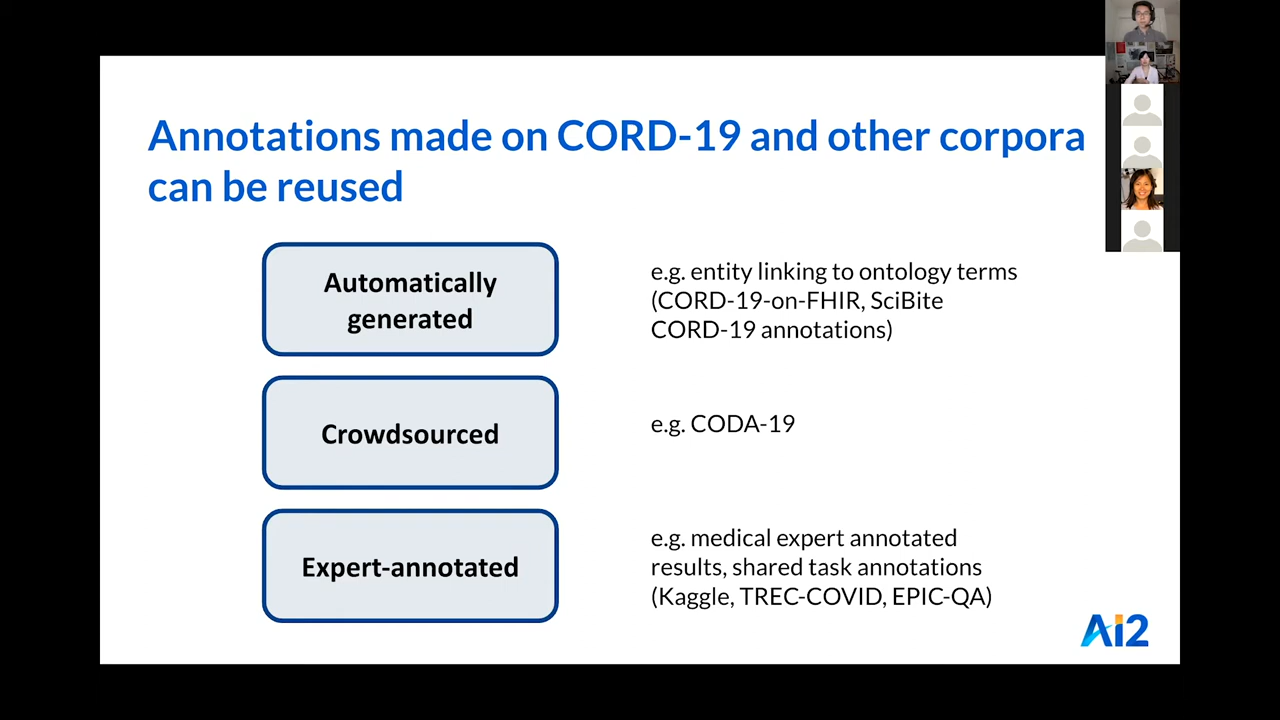 Annotations made on CORD-19 and other corpora
can be reused
Automatically
generated
e.g. entity linking to ontology terms
(CORD-19-on-FHIR, SciBite
CORD-19 annotations)
Crowdsourced
e.g. CODA-19
Expert-annotated
e.g. medical expert annotated
results, shared task annotations
(Kaggle, TREC-COVID, EPIC-QA)
Ai2